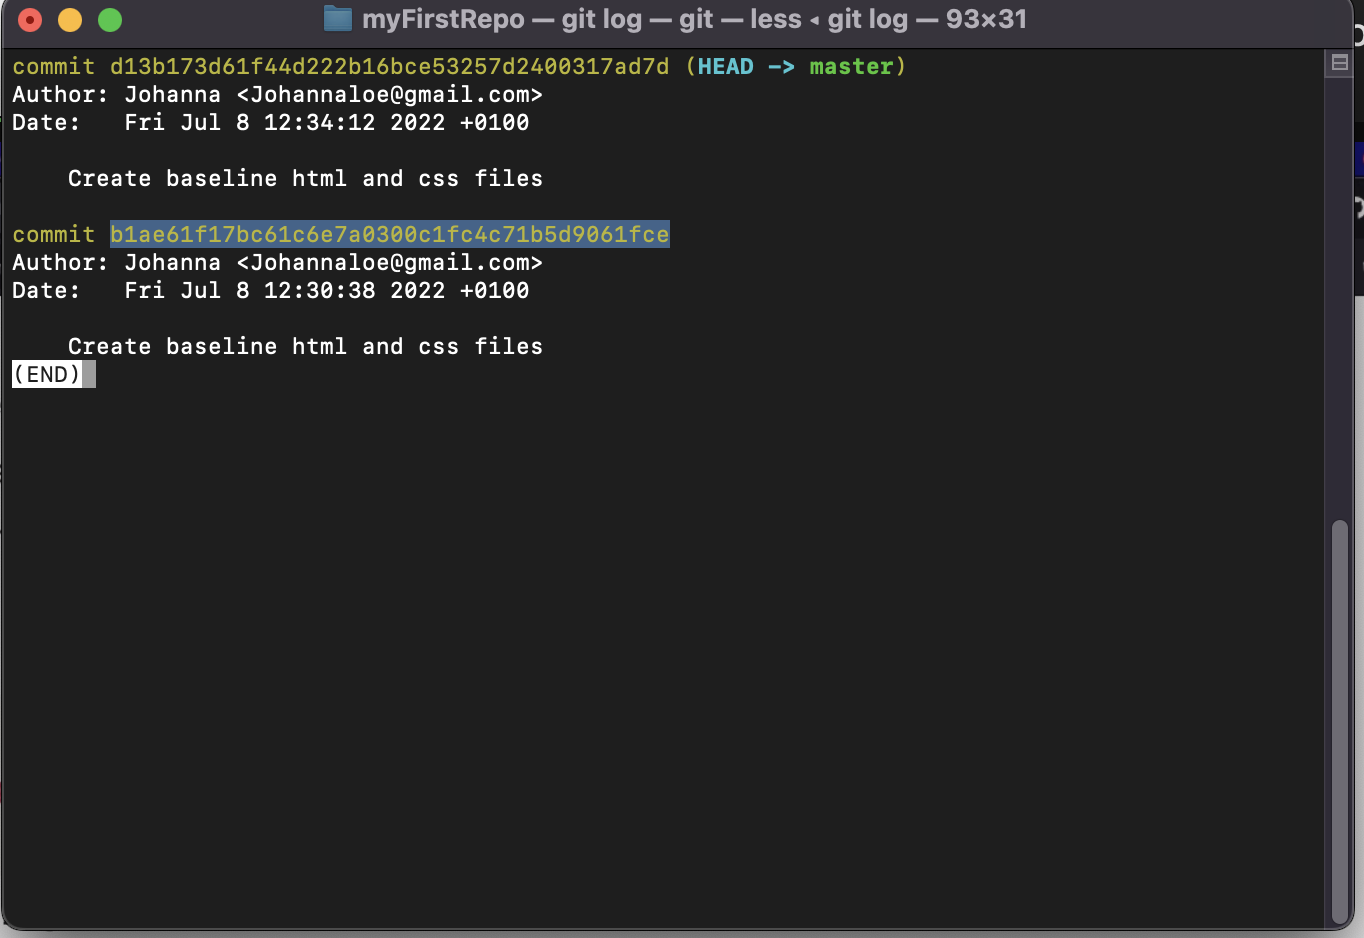 myFirstRepo — git log — git — less ◂ git log — 93×31
commit d13b173d61f44d222b16bce53257d2400317ad7d (HEAD -> master)
Author: Johanna <Johannaloe@gmail.com>
Date:   Fri Jul 8 12:34:12 2022 +0100
    Create baseline html and css files
commit b1ae61f17bc61c6e7a0300c1fc4c71b5d9061fce
Author: Johanna <Johannaloe@gmail.com>
Date:   Fri Jul 8 12:30:38 2022 +0100
    Create baseline html and css files
(END)